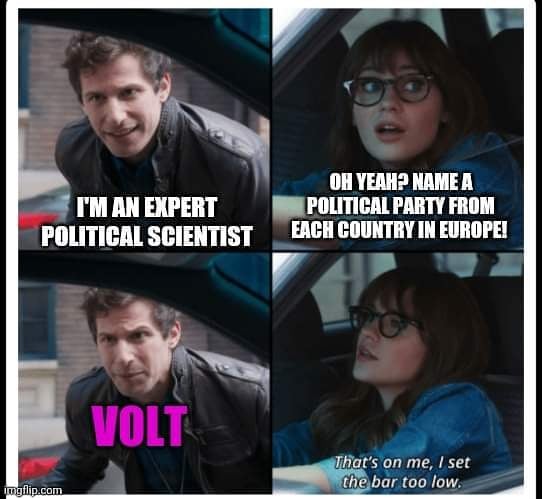 I'M AN EXPERT
POLITICAL SCIENTIST
OH YEAH? NAME A
POLITICAL PARTY FROM
EACH COUNTRY IN EUROPE!
VOLT
That's on me, I set
the bar too low.
imgflip.com